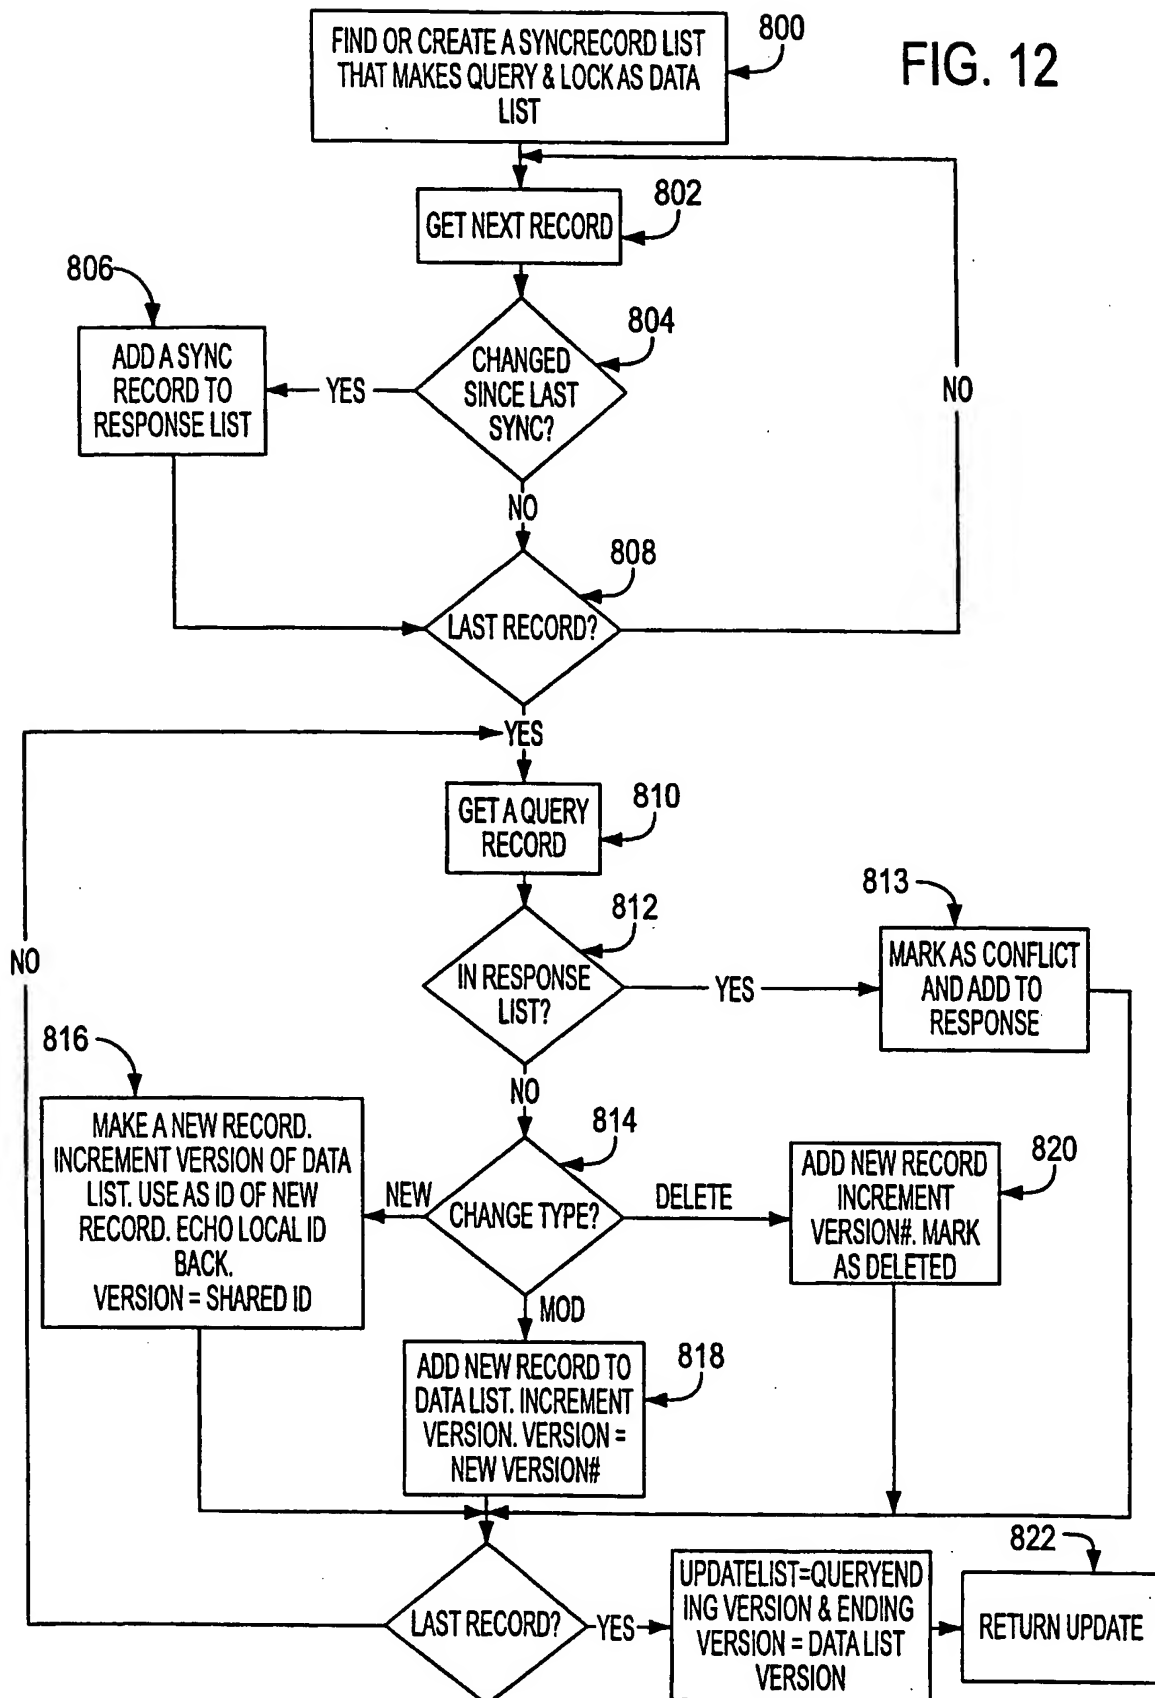 FIND OR CREATE A SYNCRECORD LIST
THAT MAKES QUERY & LOCK AS DATA
LIST
800
FIG. 12
GET NEXT RECORD
802
806
ADD A SYNC
RECORD TO
RESPONSE LIST
YES
CHANGED
SINCE LAST
SYNC?
804
NO
NO
LAST RECORD?
808
YES
GET A QUERY
RECORD
810
NO
IN RESPONSE
LIST?
812
YES
813
MARK AS CONFLICT
AND ADD TO
RESPONSE
NO
816
MAKE A NEW RECORD.
INCREMENT VERSION OF DATA
LIST. USE AS ID OF NEW
RECORD. ECHO LOCAL ID
BACK.
VERSION = SHARED ID
NEW
CHANGE TYPE?
814
DELETE
ADD NEW RECORD
INCREMENT
VERSION#. MARK
AS DELETED
820
MOD
ADD NEW RECORD TO
DATA LIST. INCREMENT
VERSION. VERSION =
NEW VERSION#
818
LAST RECORD?
YES
UPDATELIST=QUERYEND
ING VERSION & ENDING
VERSION = DATA LIST
VERSION
822
RETURN UPDATE